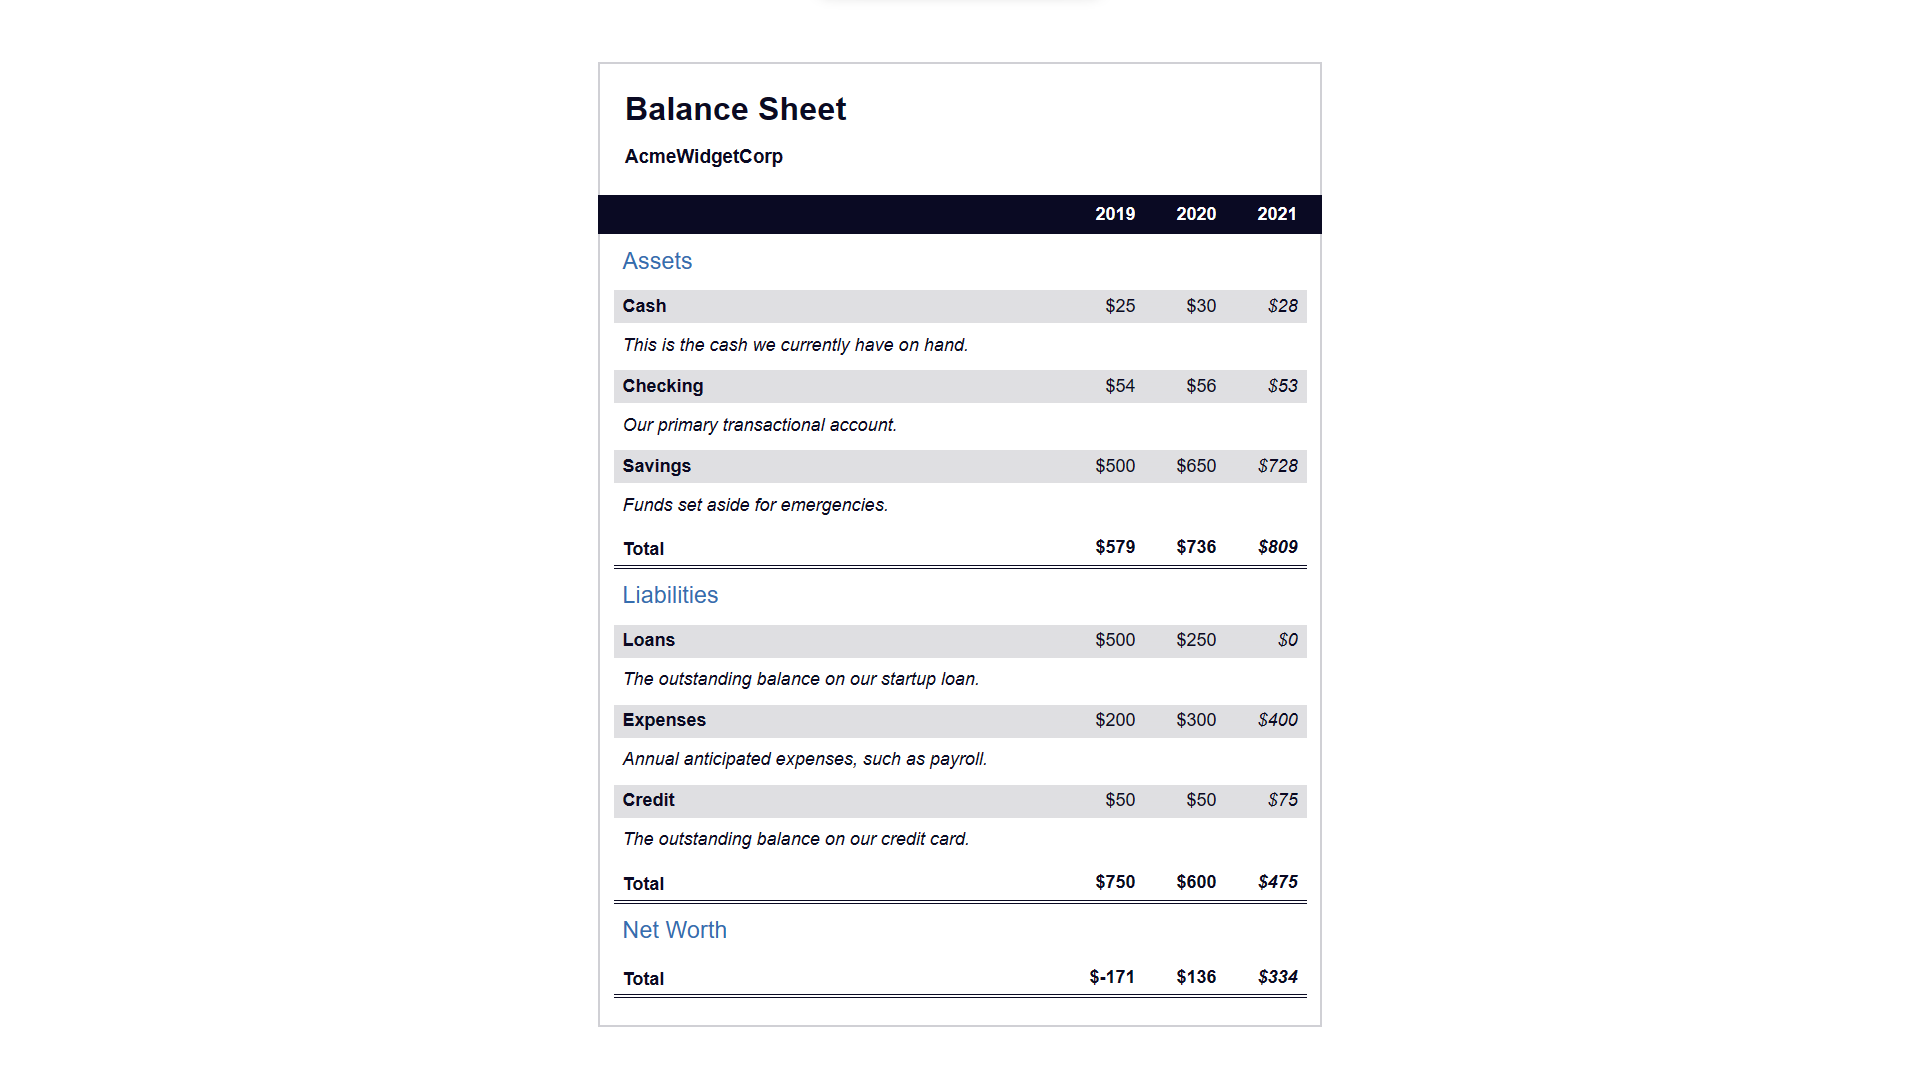 Balance Sheet
AcmeWidgetCorp
2019 2020 2021
Assets
Cash $25 $30 $28
This is the cash we currently have on hand.
Checking $54 $56 $53
Our primary transactional account.
Savings $500 $650 $728
Funds set aside for emergencies.
Total $579 $736 $809
Liabilities
Loans $500 $250 $0
The outstanding balance on our startup loan.
Expenses $200 $300 $400
Annual anticipated expenses, such as payroll.
Credit $50 $50 $75
The outstanding balance on our credit card.
Total $750 $600 $475
Net Worth
Total $-171 $136 $334